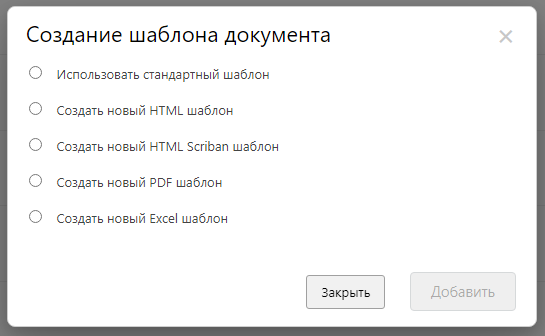 Создание шаблона документа
Использовать стандартный шаблон
Создать новый HTML шаблон
Создать новый HTML Scriban шаблон
Создать новый PDF шаблон
Создать новый Excel шаблон
Закрыть
Добавить